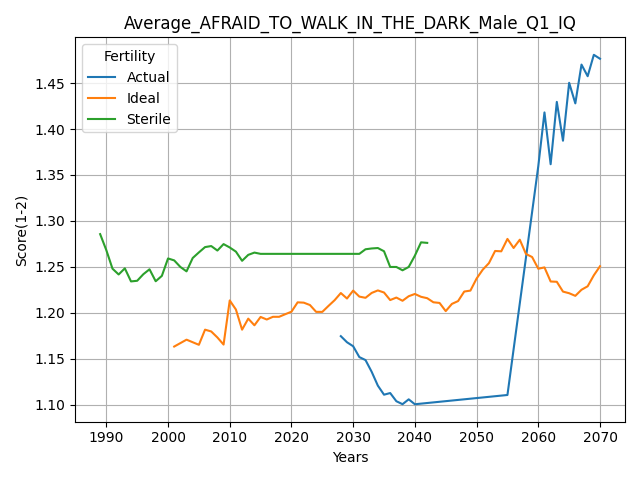 Average_AFRAID_TO_WALK_IN_THE_DARK_Male_Q1_IQ
Fertility
Actual
Ideal
Sterile
Score(1-2)
1.45
1.40
1.35
1.30
1.25
1.20
1.15
1.10
1990 2000 2010 2020 2030 2040 2050 2060 2070
Years